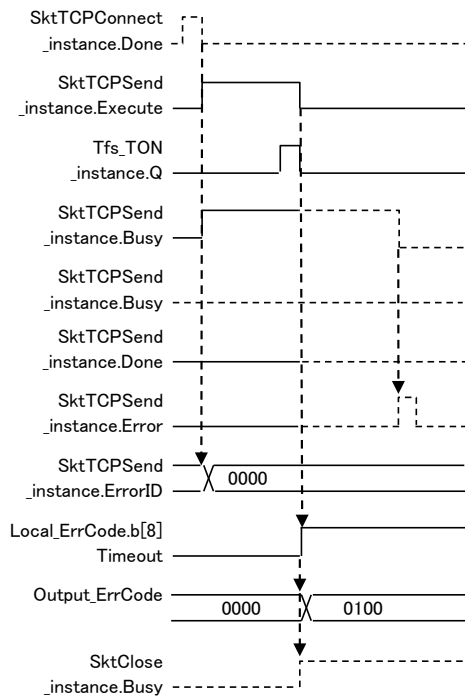 SktTCPConnect
_instance.Done
SktTCPSend
_instance.Execute
Tfs_TON
_instance.Q
SktTCPSend
_instance.Busy
SktTCPSend
_instance.Busy
SktTCPSend
_instance.Done
SktTCPSend
_instance.Error
SktTCPSend
_instance.ErrorID
0000
Local_ErrCode.b[8]
Timeout
Output_ErrCode
0000
0100
SktClose
_instance.Busy